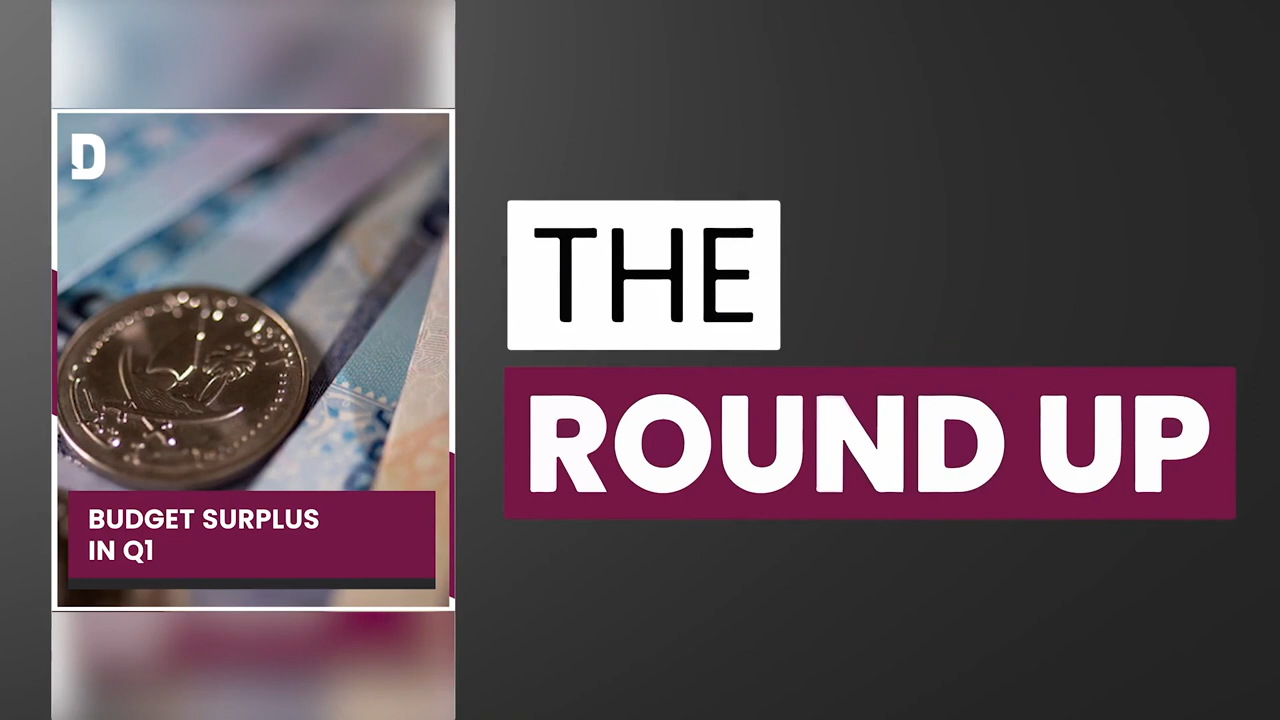 D
BUDGET SURPLUS
IN Q1
THE
ROUND UP